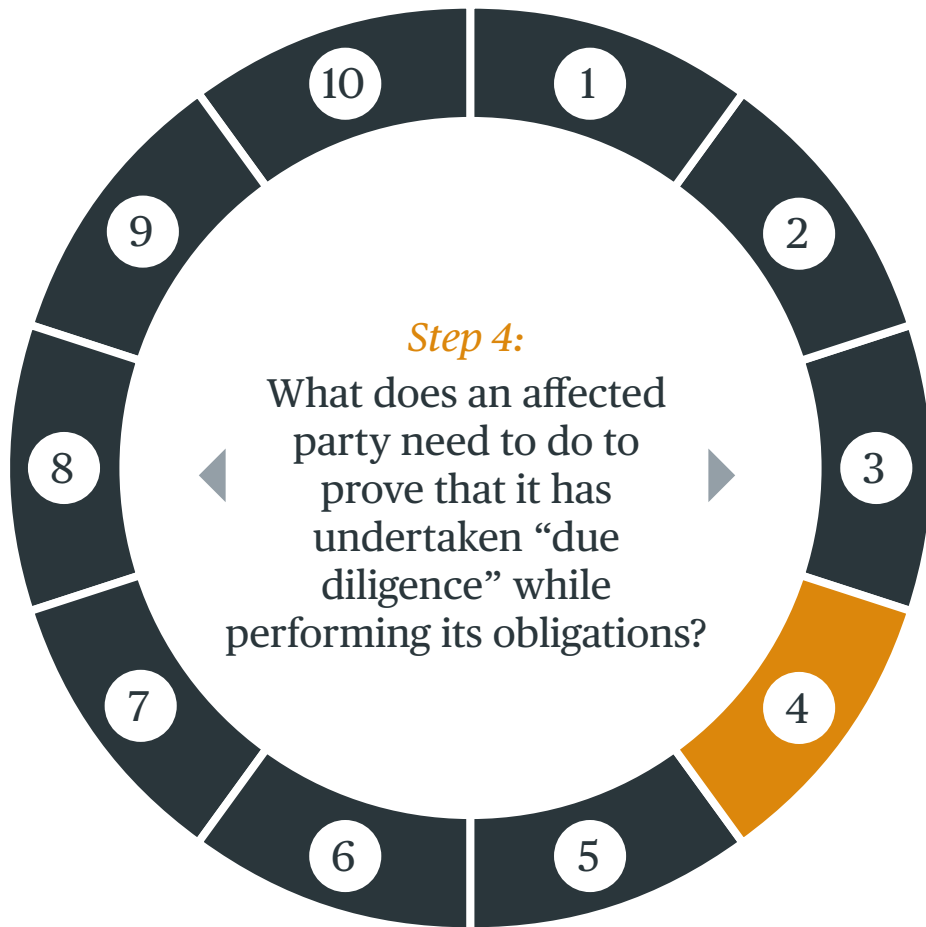 10
1
9
2
Step 4:
What does an affected
party need to do to
prove that it has
undertaken “due
diligence” while
performing its obligations?
8
3
7
4
6
5